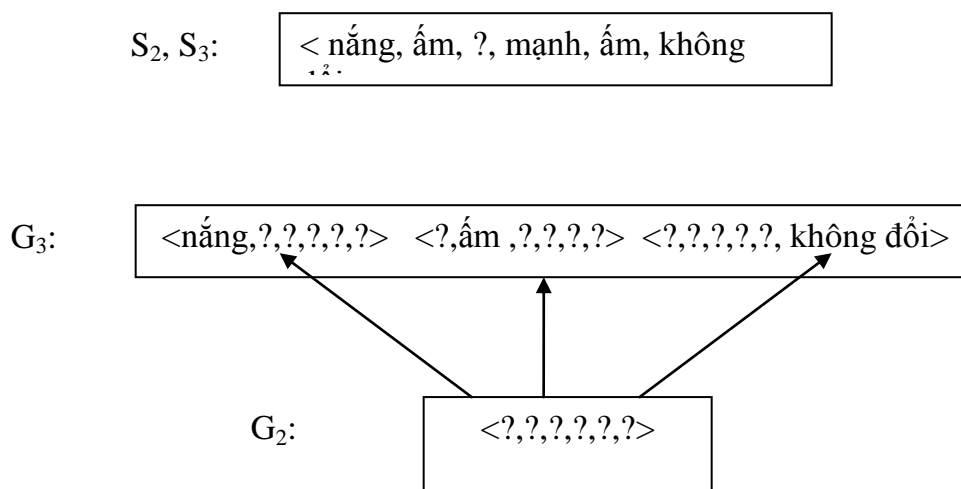 S₂, S₃: < nắng, ấm, ?, mạnh, ấm, không
G₃: <nắng,?,?,?,?,?> <?,ấm ,?,?,?,?> <?,?,?,?,?, không đổi>
G₂: <?,?,?,?,?,?>